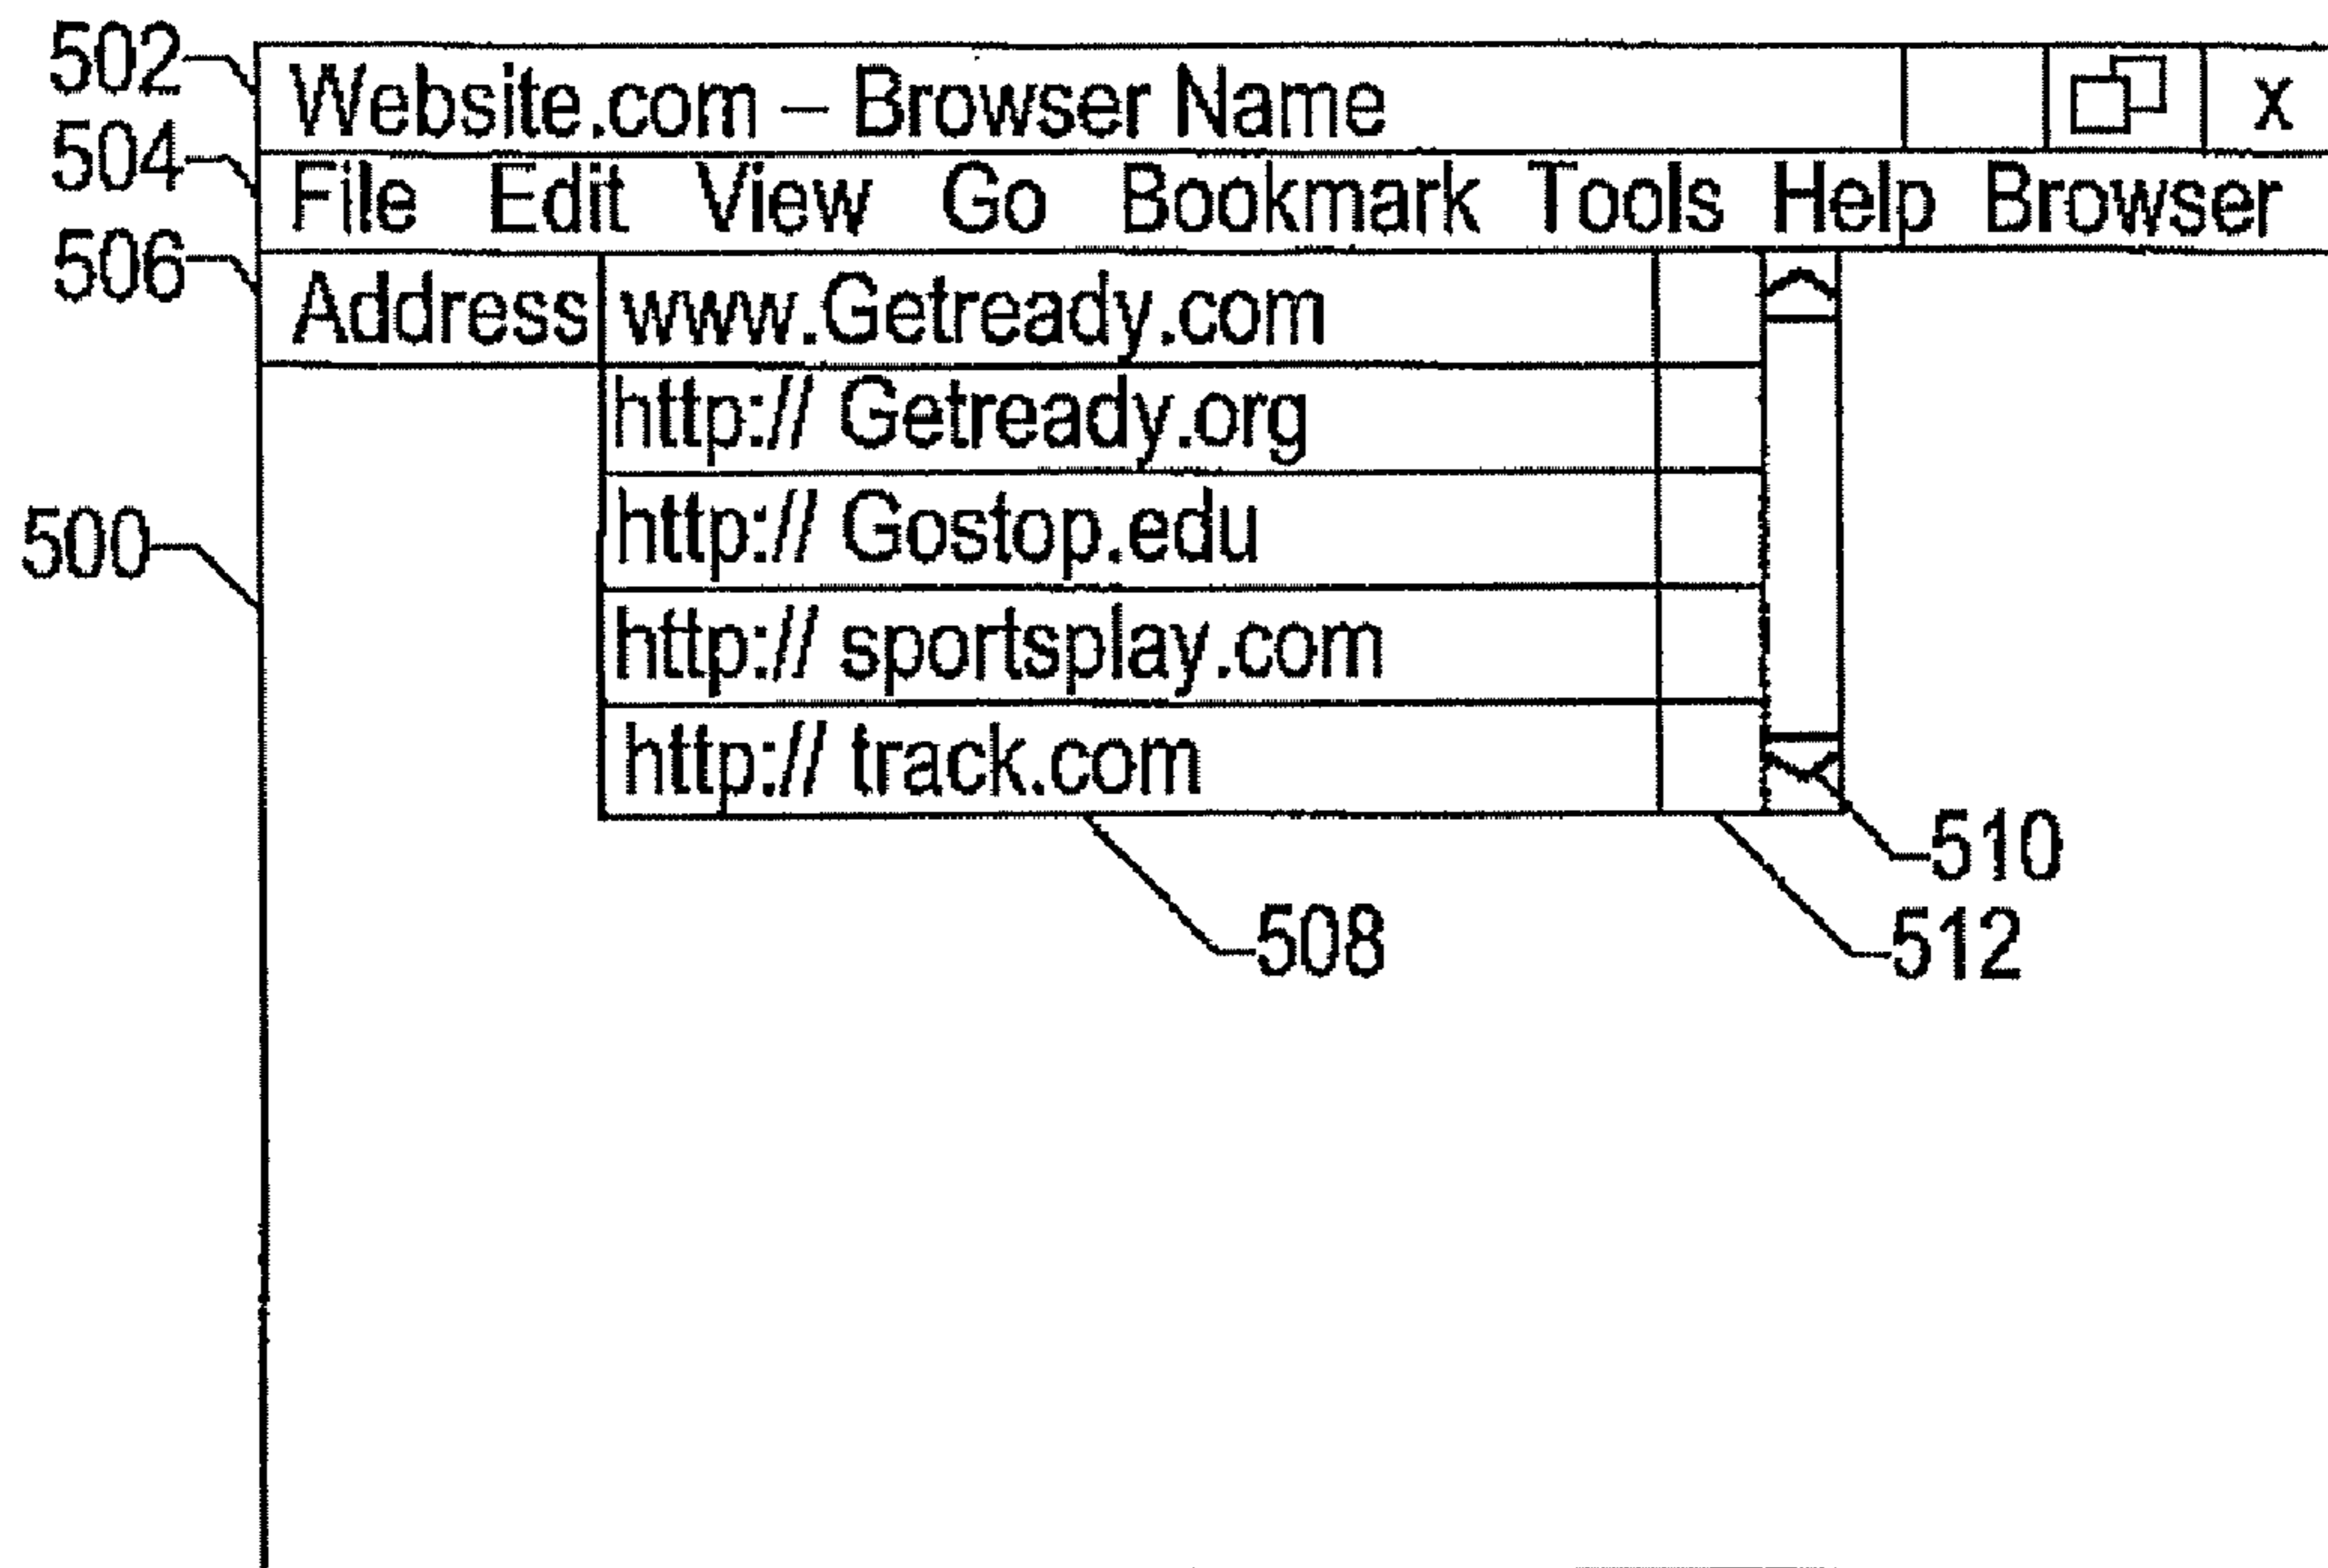 502
Website.com – Browser Name X
504
File Edit View Go Bookmark Tools Help Browser
506
Address www.Getready.com
http:// Getready.org
500
http:// Gostop.edu
http:// sportsplay.com
http:// track.com
510
508
512